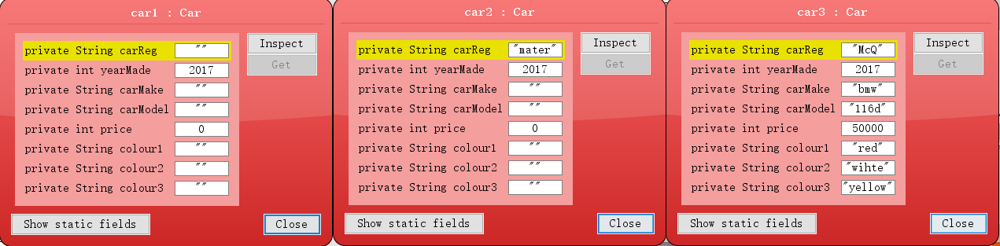 car1 : Car
private String carReg ""
private int yearMade 2017
private String carMake ""
private String carModel ""
private int price 0
private String colour1 ""
private String colour2 ""
private String colour3 ""
Inspect
Get
Show static fields
Close
car2 : Car
private String carReg "mater"
private int yearMade 2017
private String carMake ""
private String carModel ""
private int price 0
private String colour1 ""
private String colour2 ""
private String colour3 ""
Inspect
Get
Show static fields
Close
car3 : Car
private String carReg "McQ"
private int yearMade 2017
private String carMake "bmw"
private String carModel "116d"
private int price 50000
private String colour1 "red"
private String colour2 "wihte"
private String colour3 "yellow"
Inspect
Get
Show static fields
Close